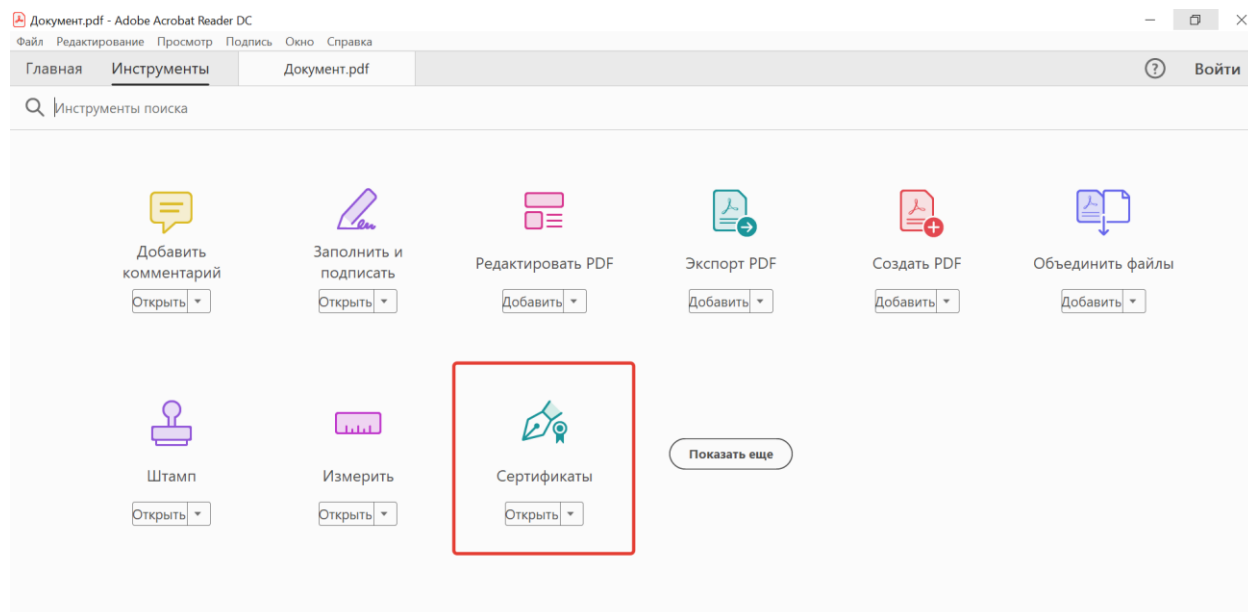 Документ.pdf - Adobe Acrobat Reader DC
Файл Редактирование Просмотр Подпись Окно Справка
Главная Инструменты Документ.pdf ? Войти
Инструменты поиска
Добавить комментарий
Заполнить и подписать
Редактировать PDF
Экспорт PDF
Создать PDF
Объединить файлы
Открыть Открыть Добавить Добавить Добавить Добавить
Штамп Измерить Сертификаты Показать еще
Открыть Открыть Открыть